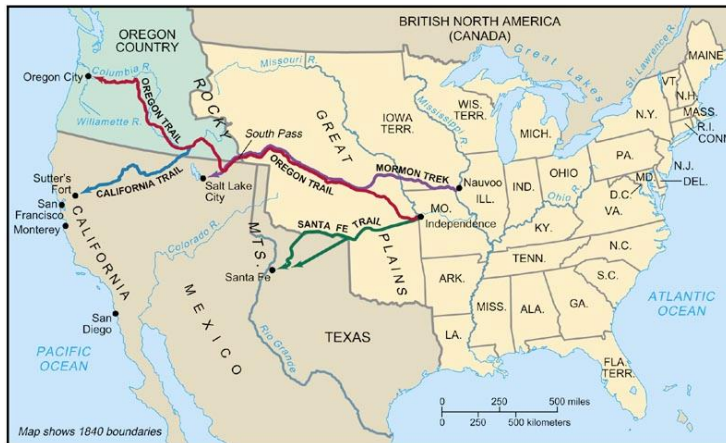 BRITISH NORTH AMERICA
(CANADA)
OREGON
COUNTRY
Oregon City
Columbia R.
Missouri R.
Great Lakes
St. Lawrence R.
MAINE
VT.
N.H.
MASS.
R.I.
CONN
N.Y.
WIS.
TERR.
MICH.
IOWA
TERR.
Mississippi R.
ROCKY
GREAT
OREGON TRAIL
Willamette R.
South Pass
MORMON TREK
Nauvoo
ILL.
IND.
OHIO
PA.
N.J.
DEL.
MD.
D.C.
VA.
Ohio R.
Sutter's
Fort
CALIFORNIA TRAIL
Salt Lake
City
OREGON TRAIL
MO.
Independence
KY.
San
Francisco
Monterey
CALIFORNIA
Colorado R.
MTS.
SANTA FE TRAIL
PLAINS
TENN.
N.C.
S.C.
Santa Fe
ARK.
MISS.
ALA.
GA.
ATLANTIC
OCEAN
San
Diego
MEXICO
Rio Grande
TEXAS
LA.
FLA.
TERR.
PACIFIC
OCEAN
0 250 500 miles
0 250 500 kilometers
Map shows 1840 boundaries